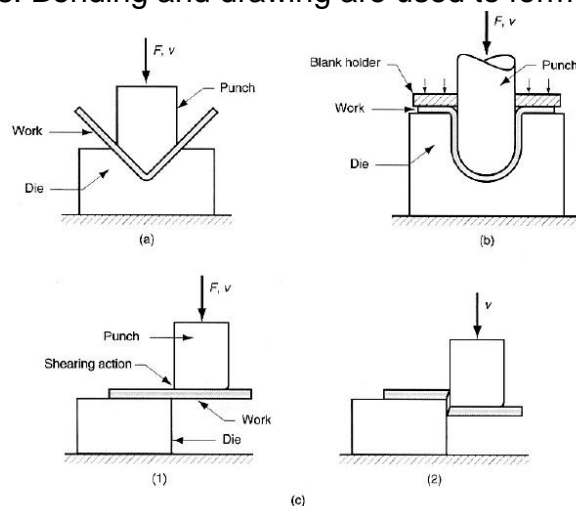 . Bending and drawing are used to form
F, v
Punch
Work
Die
(a)
F, v
Blank holder
Punch
Work
Die
(b)
F, v
Punch
Shearing action
Work
Die
(1)
v
(2)
(c)